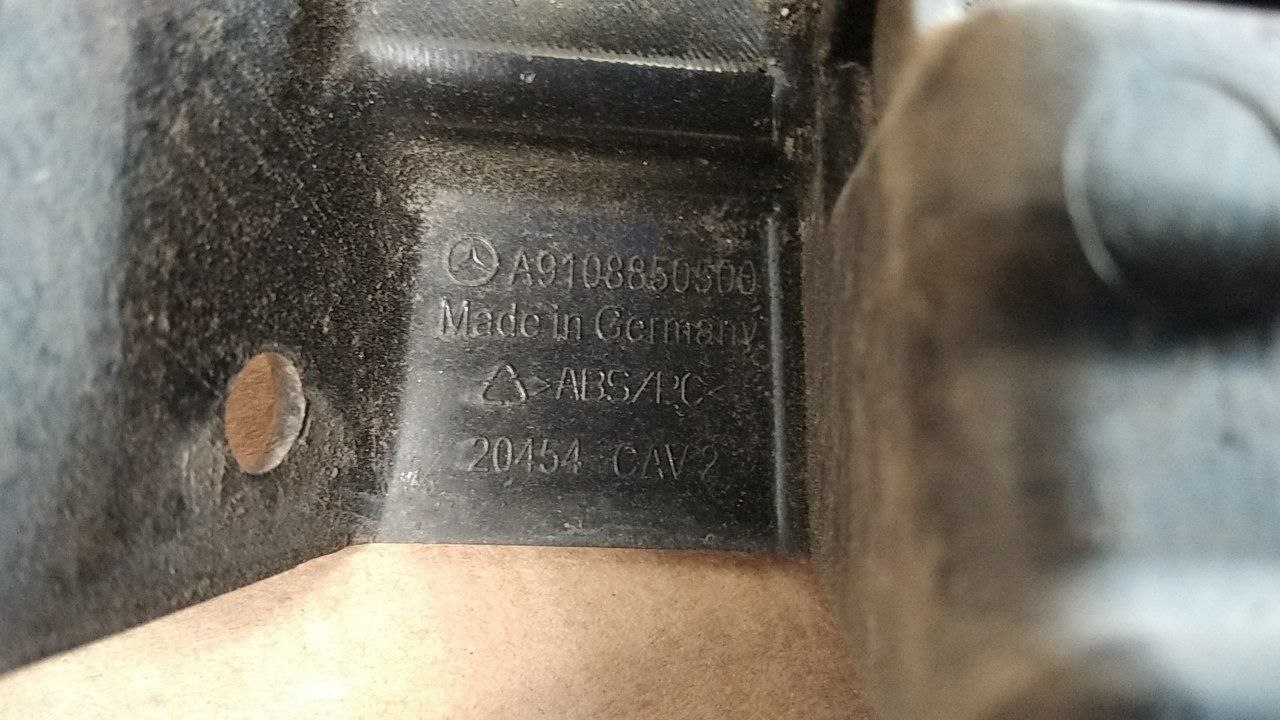 A9108850500
Made in Germany
>ABS/PC<
20454 CAV 2